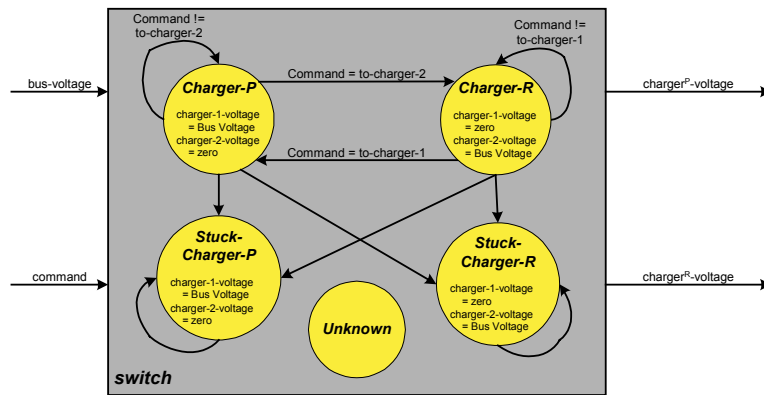 Command !=
to-charger-2
Command !=
to-charger-1
bus-voltage
Charger-P
Command = to-charger-2
Charger-R
chargerP-voltage
charger-1-voltage
= Bus Voltage
charger-2-voltage
= zero
charger-1-voltage
= zero
charger-2-voltage
= Bus Voltage
Command = to-charger-1
command
Stuck-
Charger-P
charger-1-voltage
= Bus Voltage
charger-2-voltage
= zero
Stuck-
Charger-R
charger-1-voltage
= zero
charger-2-voltage
= Bus Voltage
chargerR-voltage
Unknown
switch